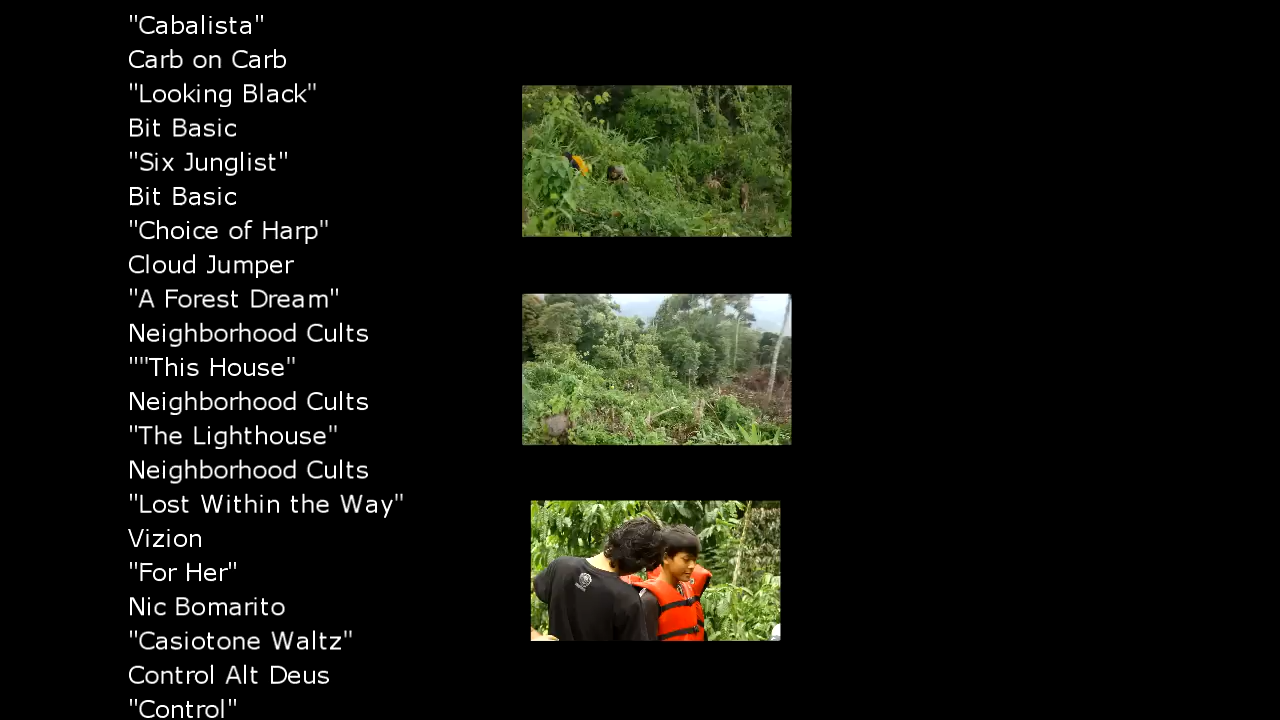 "Cabalista"
Carb on Carb
"Looking Black"
Bit Basic
"Six Junglist"
Bit Basic
"Choice of Harp"
Cloud Jumper
"A Forest Dream"
Neighborhood Cults
""This House"
Neighborhood Cults
"The Lighthouse"
Neighborhood Cults
"Lost Within the Way"
Vizion
"For Her"
Nic Bomarito
"Casiotone Waltz"
Control Alt Deus
"Control"